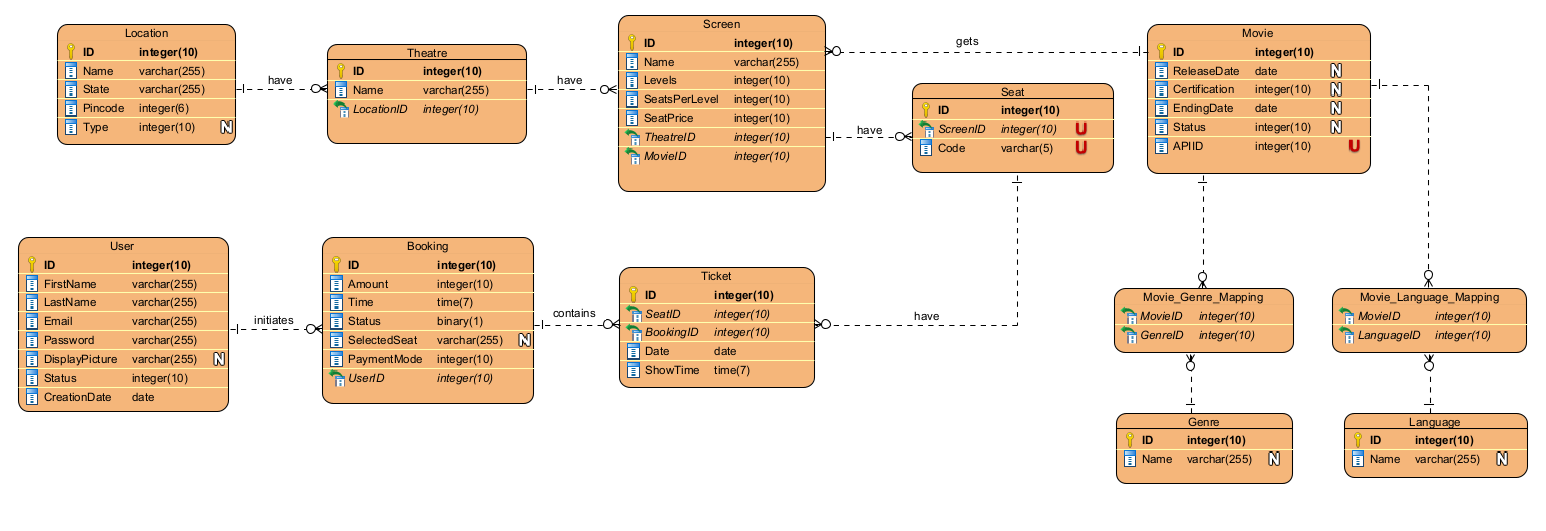 Location
ID integer(10)
Name varchar(255)
State varchar(255)
Pincode integer(6)
Type integer(10) N
have
Theatre
ID integer(10)
Name varchar(255)
LocationID integer(10)
have
Screen
ID integer(10)
Name varchar(255)
Levels integer(10)
SeatsPerLevel integer(10)
SeatPrice integer(10)
TheatreID integer(10)
MovieID integer(10)
gets
have
Seat
ID integer(10)
ScreenID integer(10) U
Code varchar(5) U
Movie
ID integer(10)
ReleaseDate date N
Certification integer(10) N
EndingDate date N
Status integer(10) N
APIID integer(10) U
User
ID integer(10)
FirstName varchar(255)
LastName varchar(255)
Email varchar(255)
Password varchar(255)
DisplayPicture varchar(255) N
Status integer(10)
CreationDate date
initiates
Booking
ID integer(10)
Amount integer(10)
Time time(7)
Status binary(1)
SelectedSeat varchar(255) N
PaymentMode integer(10)
UserID integer(10)
contains
Ticket
ID integer(10)
SeatID integer(10)
BookingID integer(10)
Date date
ShowTime time(7)
have
Movie_Genre_Mapping
MovieID integer(10)
GenreID integer(10)
Movie_Language_Mapping
MovieID integer(10)
LanguageID integer(10)
Genre
ID integer(10)
Name varchar(255) N
Language
ID integer(10)
Name varchar(255) N